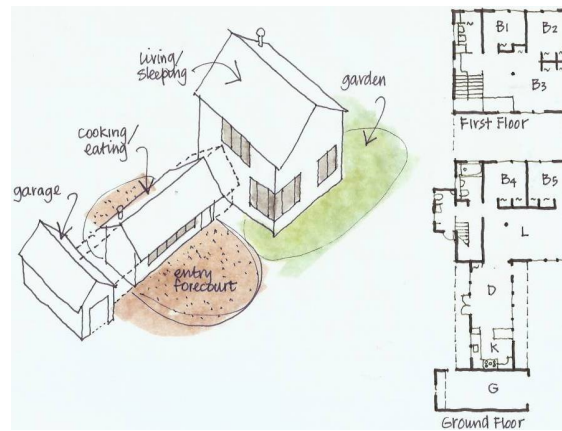 living/
sleeping
garden
cooking/
eating
garage
entry
forecourt
B1
B2
B3
First Floor
B4
B5
L
D
K
G
Ground Floor